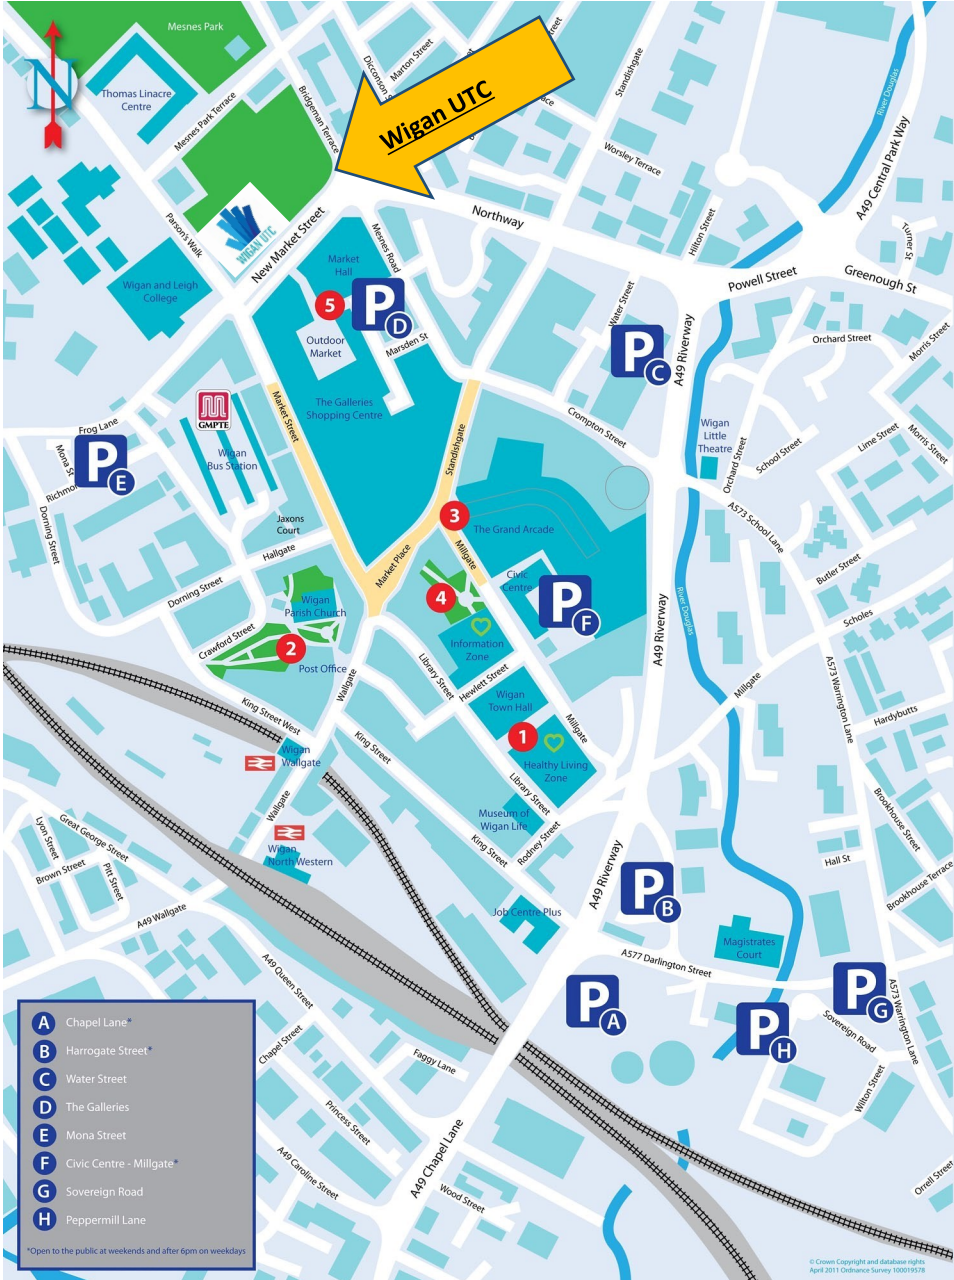 Mesnes Park
N
Thomas Linacre
Centre
Mesnes Park Terrace
Bridgeman Terrace
Marton Street
Standishgate
River Douglas
A49 Central Park Way
Wigan UTC
Worsley Terrace
Parson's Walk
WIGAN UTC
New Market Street
Northway
Hilton Street
Turner St
Mesnes Road
Market
Hall
Wigan and Leigh
College
Powell Street
Greenough St
5
P
D
Water Street
Outdoor
Market
Marsden St
P
C
A49 Riverway
Orchard Street
Morris Street
GMPTE
Market Street
The Galleries
Shopping Centre
Standishgate
Crompton Street
Wigan
Little
Theatre
Frog Lane
P
E
Mona St
Richmo
Wigan
Bus Station
Orchard Street
School Street
Lime Street
Morris Street
Dorning Street
Jaxons
Court
Hallgate
3
The Grand Arcade
A573 School Lane
Market Place
Millgate
Civic
Centre
P
F
Butler Street
Dorning Street
Wigan
Parish Church
4
River Douglas
Scholes
Crawford Street
2
Post Office
Information
Zone
A49 Riverway
Library Street
Hewlett Street
Wallgate
Millgate
A573 Warrington Lane
King Street West
Wigan
Town Hall
Hardybutts
Wigan
Wallgate
King Street
1
Millgate
Healthy Living
Zone
Wallgate
Library Street
Brookhouse Street
Lyon Street
Great George Street
Wigan
North Western
Museum of
Wigan Life
King Street
Rodney Street
Brown Street
Pitt Street
Hall St
A49 Riverway
P
B
Brookhouse Terrace
A49 Wallgate
Job Centre Plus
Magistrates
Court
A577 Darlington Street
A49 Queen Street
P
A
P
H
P
G
A573 Warrington Lane
Sovereign Road
Chapel Street
Faggy Lane
Wilton Street
Princess Street
A49 Chapel Lane
A49 Caroline Street
Wood Street
Orrell Street
A Chapel Lane*
B Harrogate Street*
C Water Street
D The Galleries
E Mona Street
F Civic Centre - Millgate*
G Sovereign Road
H Peppermill Lane
*Open to the public at weekends and after 6pm on weekdays
© Crown Copyright and database rights
April 2011 Ordnance Survey 100019578